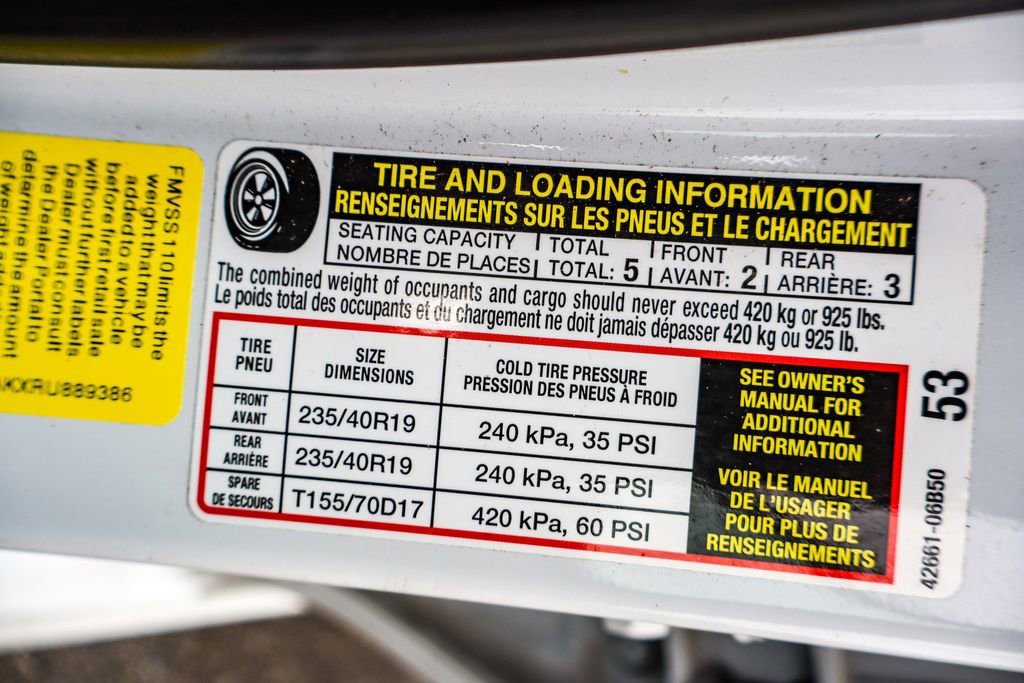 FMVSS 110 limits the
weight that may be
added to a vehicle
before first retail sale
without further labels
Dealer must consult
the Dealer Portal to
determine the amount
KXRU889386
TIRE AND LOADING INFORMATION
RENSEIGNEMENTS SUR LES PNEUS ET LE CHARGEMENT
SEATING CAPACITY | TOTAL | FRONT | REAR
NOMBRE DE PLACES | TOTAL: 5 | AVANT: 2 | ARRIÈRE: 3
The combined weight of occupants and cargo should never exceed 420 kg or 925 lbs.
Le poids total des occupants et du chargement ne doit jamais dépasser 420 kg ou 925 lb.
TIRE
PNEU
SIZE
DIMENSIONS
COLD TIRE PRESSURE
PRESSION DES PNEUS À FROID
FRONT
AVANT
235/40R19
240 kPa, 35 PSI
REAR
ARRIÈRE
235/40R19
240 kPa, 35 PSI
SPARE
DE SECOURS
T155/70D17
420 kPa, 60 PSI
SEE OWNER'S
MANUAL FOR
ADDITIONAL
INFORMATION
VOIR LE MANUEL
DE L'USAGER
POUR PLUS DE
RENSEIGNEMENTS
53
42661-06B50